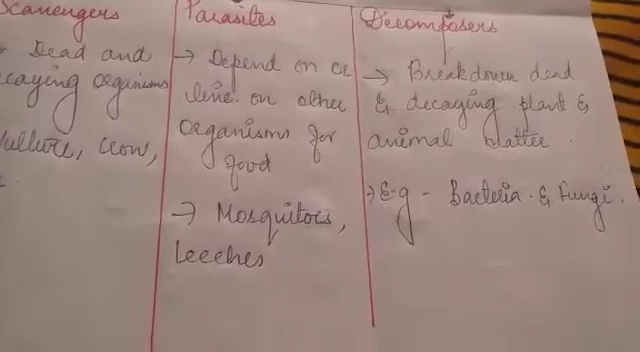 Scavengers
Dead and
caying organisms
vulture, crow,
Parasites
→ Depend on or
live on other
organisms for
food
→ Mosquitoes,
leeches
Decomposers
→ Breakdown dead
& decaying plant &
animal matter.
→ E.g - Bacteria & Fungi.